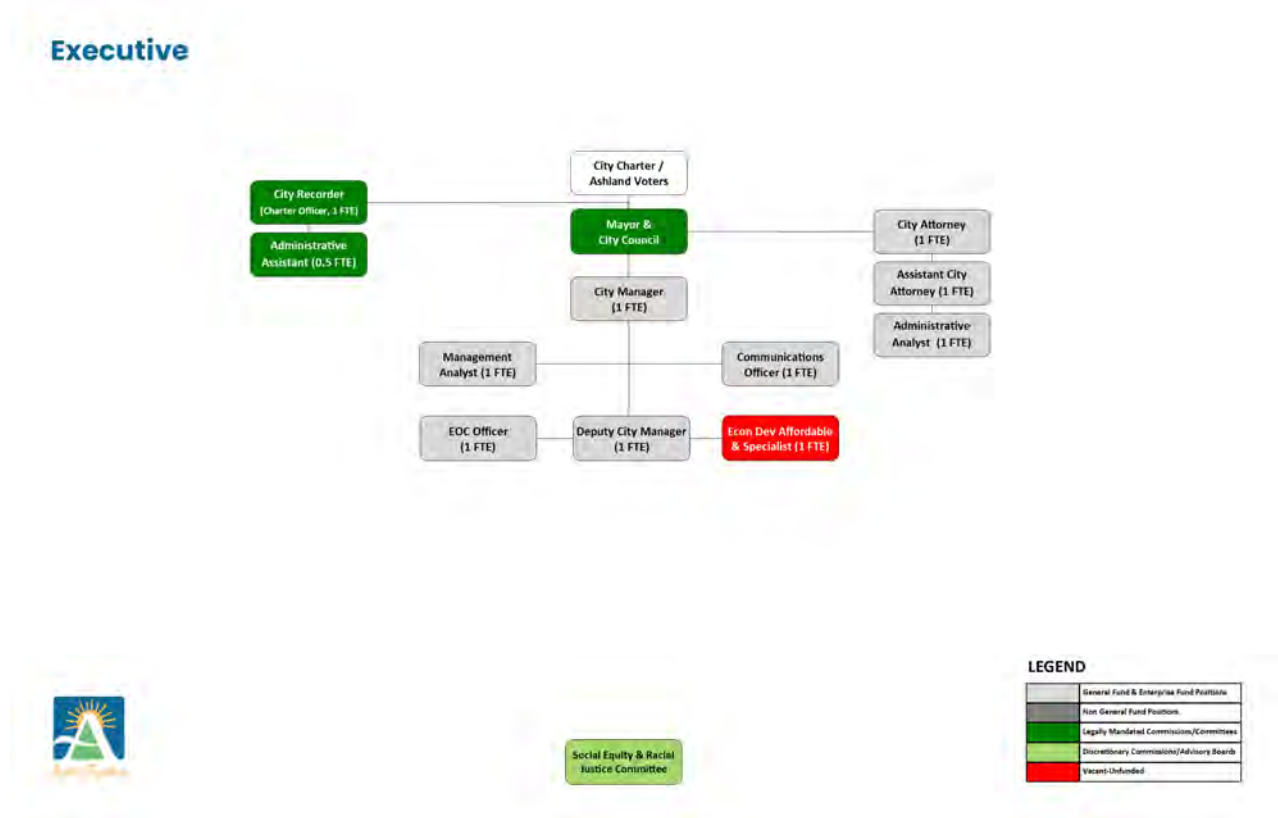 Executive
City Charter /
Ashland Voters
City Recorder
(Charter Officer, 1 FTE)
Administrative
Assistant (0.5 FTE)
Mayor &
City Council
City Attorney
(1 FTE)
Assistant City
Attorney (1 FTE)
Administrative
Analyst (1 FTE)
City Manager
(1 FTE)
Management
Analyst (1 FTE)
Communications
Officer (1 FTE)
EOC Officer
(1 FTE)
Deputy City Manager
(1 FTE)
Econ Dev Affordable
& Specialist (1 FTE)
LEGEND
General Fund & Enterprise Fund Positions
Non General Fund Positions
Legally Mandated Commissions/Committees
Discretionary Commissions/Advisory Boards
Vacant-Unfunded
Social Equity & Racial
Justice Committee